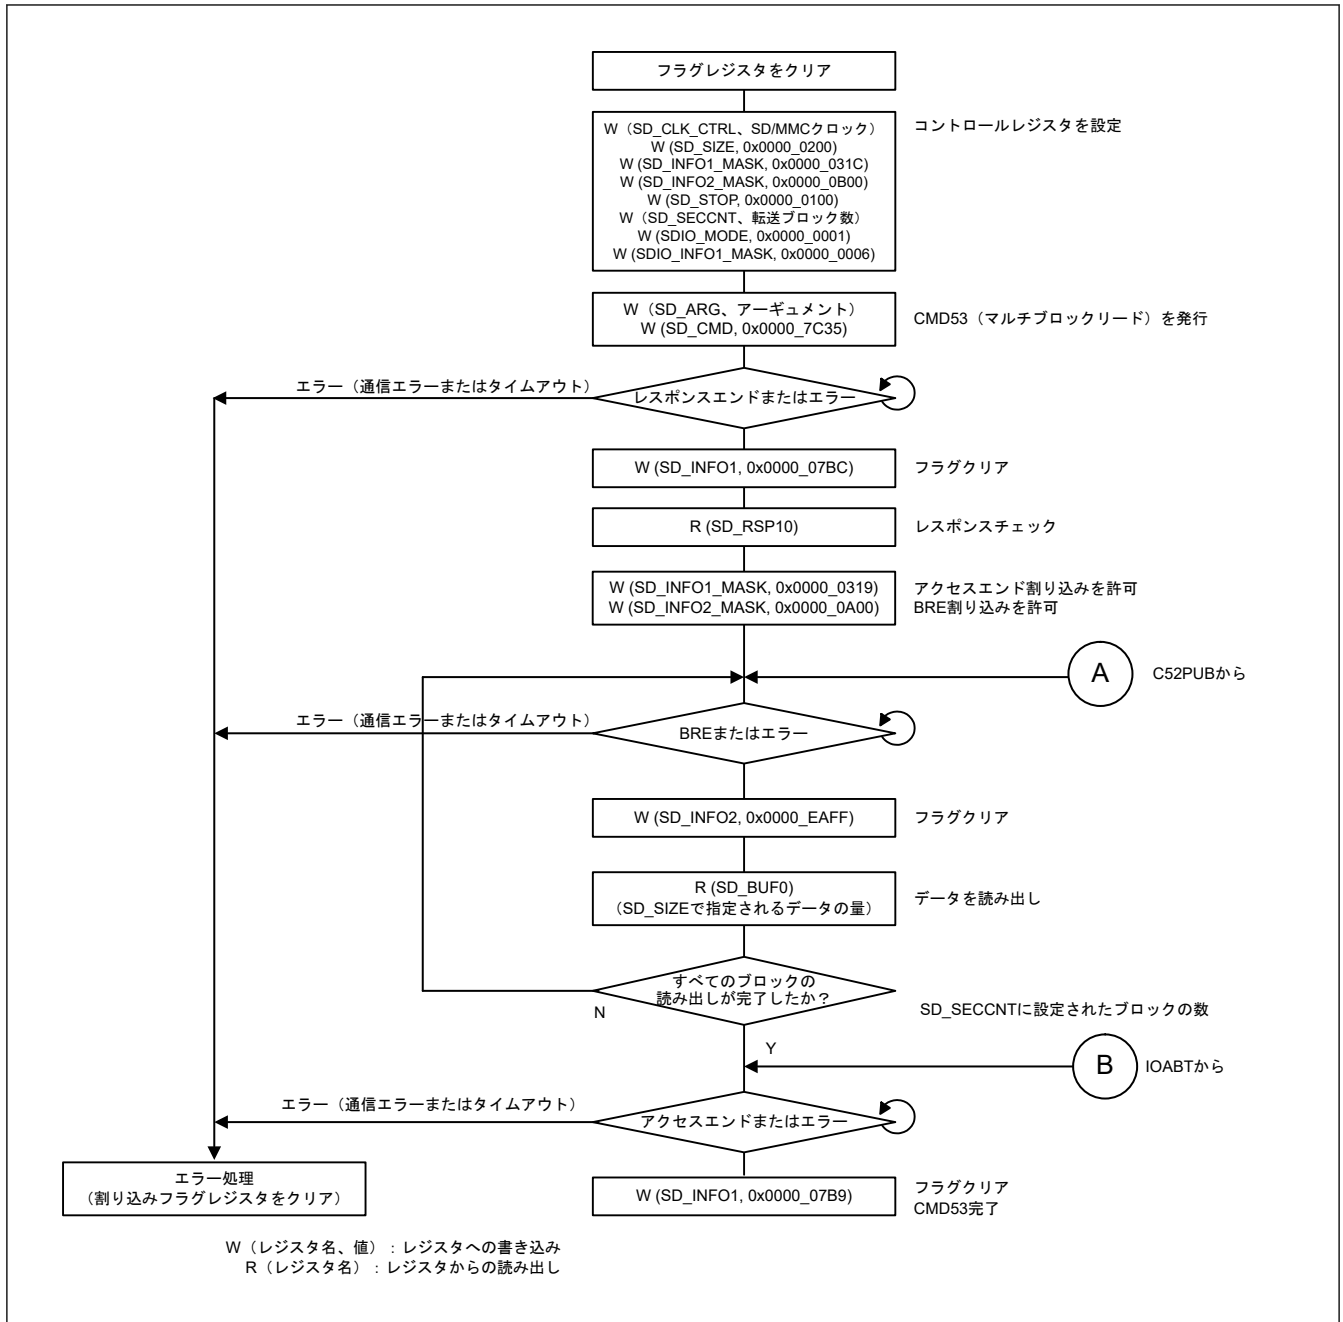 フラグレジスタをクリア
W（SD_CLK_CTRL、SD/MMCクロック）
W (SD_SIZE, 0x0000_0200)
W (SD_INFO1_MASK, 0x0000_031C)
W (SD_INFO2_MASK, 0x0000_0B00)
W (SD_STOP, 0x0000_0100)
W（SD_SECCNT、転送ブロック数）
W (SDIO_MODE, 0x0000_0001)
W (SDIO_INFO1_MASK, 0x0000_0006)
コントロールレジスタを設定
W（SD_ARG、アーギュメント）
W (SD_CMD, 0x0000_7C35)
CMD53（マルチブロックリード）を発行
エラー（通信エラーまたはタイムアウト）
レスポンスエンドまたはエラー
W (SD_INFO1, 0x0000_07BC)
フラグクリア
R (SD_RSP10)
レスポンスチェック
W (SD_INFO1_MASK, 0x0000_0319)
W (SD_INFO2_MASK, 0x0000_0A00)
アクセスエンド割り込みを許可
BRE割り込みを許可
A
C52PUBから
エラー（通信エラーまたはタイムアウト）
BREまたはエラー
W (SD_INFO2, 0x0000_EAFF)
フラグクリア
R (SD_BUF0)
（SD_SIZEで指定されるデータの量）
データを読み出し
すべてのブロックの
読み出しが完了したか？
N
SD_SECCNTに設定されたブロックの数
Y
B
IOABTから
エラー（通信エラーまたはタイムアウト）
アクセスエンドまたはエラー
エラー処理
（割り込みフラグレジスタをクリア）
W (SD_INFO1, 0x0000_07B9)
フラグクリア
CMD53完了
W（レジスタ名、値）：レジスタへの書き込み
R（レジスタ名）：レジスタからの読み出し